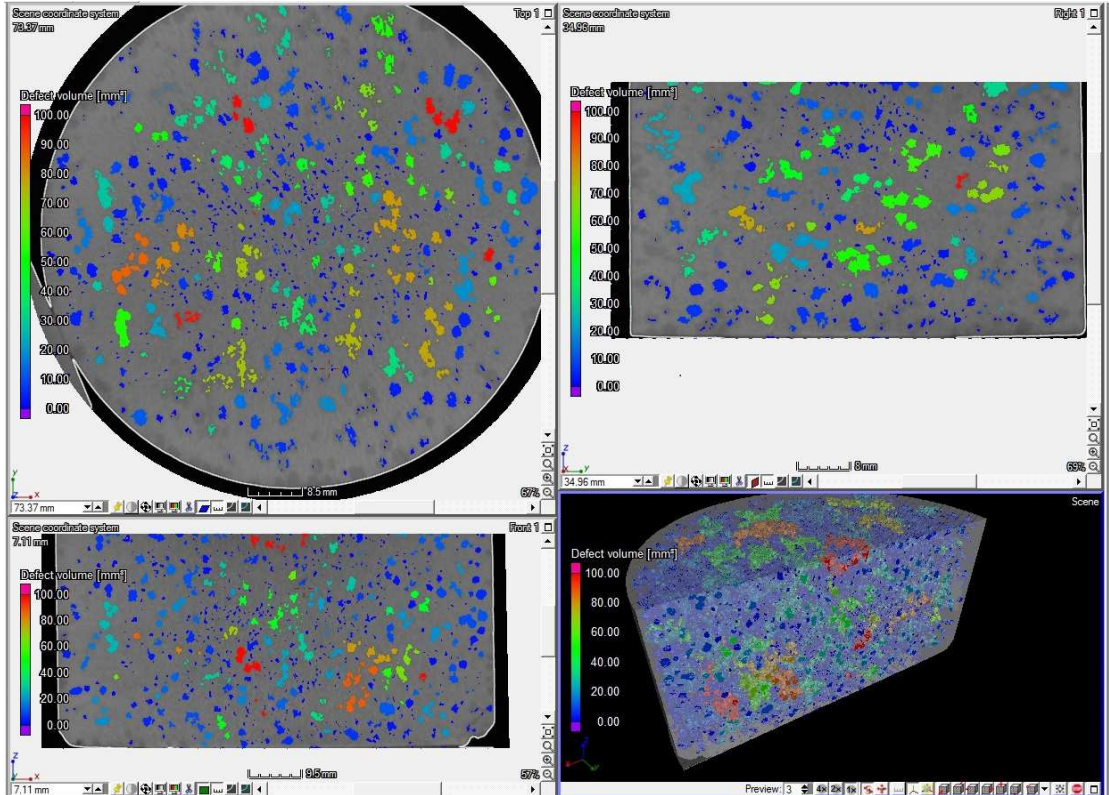 Scene coordinate system
Top 1
73.37 mm
Defect volume [mm³]
100.00
90.00
80.00
70.00
60.00
50.00
40.00
30.00
20.00
10.00
0.00
y
z
x
8.5 mm
67%
73.37 mm
Scene coordinate system
Right 1
34.96 mm
Defect volume [mm³]
100.00
90.00
80.00
70.00
60.00
50.00
40.00
30.00
20.00
10.00
0.00
z
x
y
8 mm
69%
34.96 mm
Scene coordinate system
Front 1
7.11 mm
Defect volume [mm³]
100.00
80.00
60.00
40.00
20.00
0.00
z
y
x
9.5 mm
57%
7.11 mm
Scene
Defect volume [mm³]
100.00
80.00
60.00
40.00
20.00
0.00
Preview: 3
4x 2x 1x